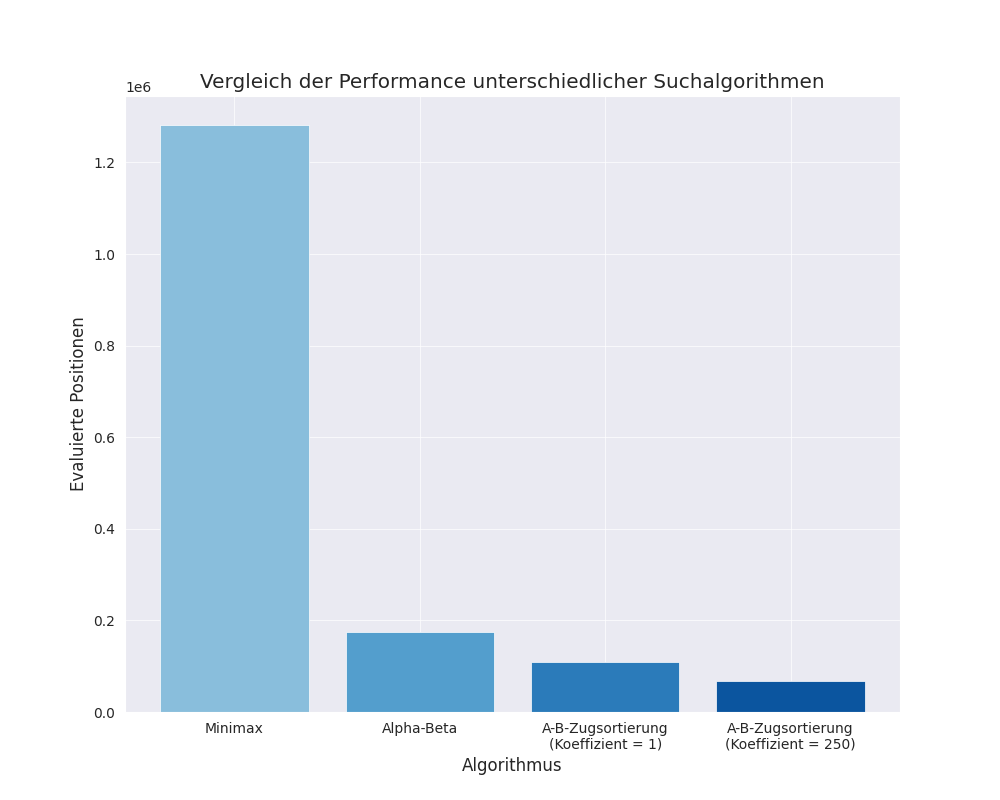 Vergleich der Performance unterschiedlicher Suchalgorithmen
1e6
1.2
1.0
0.8
0.6
0.4
0.2
0.0
Evaluierte Positionen
Minimax
Alpha-Beta
A-B-Zugsortierung
(Koeffizient = 1)
A-B-Zugsortierung
(Koeffizient = 250)
Algorithmus